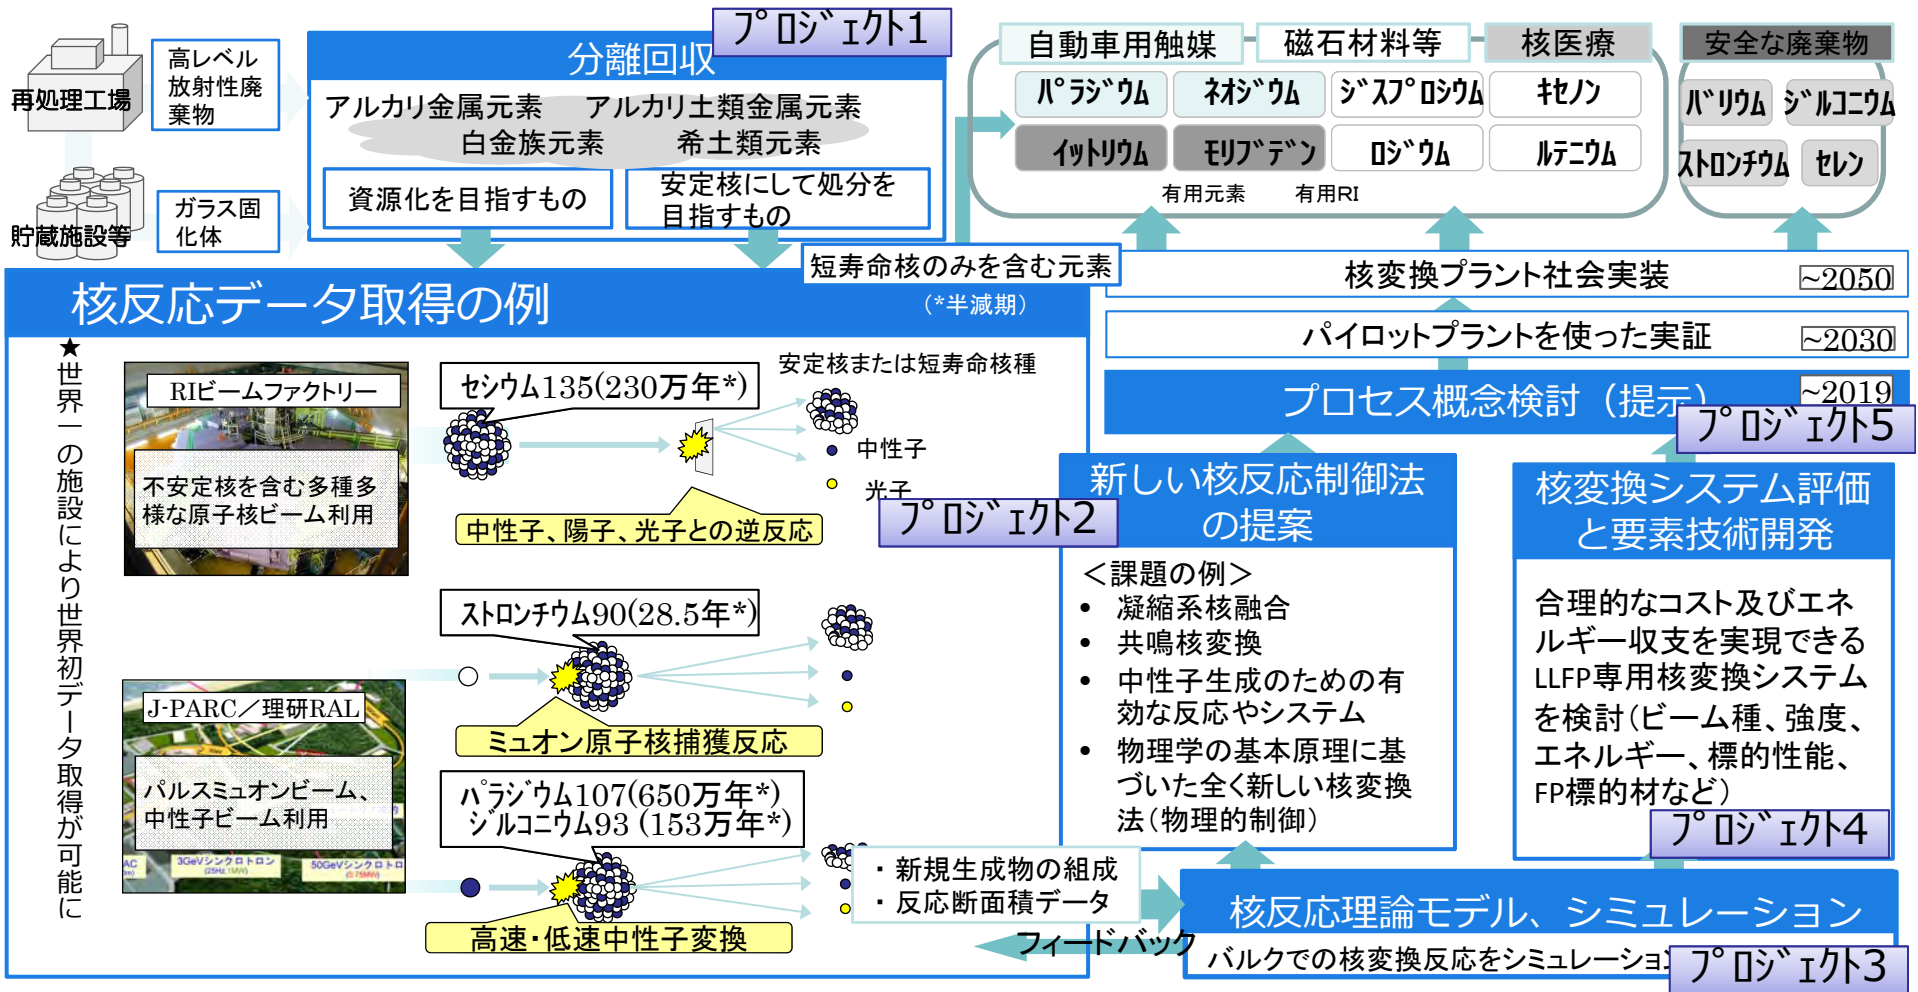 再処理工場
貯蔵施設等
高レベル
放射性廃
棄物
ガラス固
化体
プロジェクト1
分離回収
アルカリ金属元素 アルカリ土類金属元素
白金族元素 希土類元素
資源化を目指すもの
安定核にして処分を
目指すもの
自動車用触媒
磁石材料等
核医療
パラジウム ネオジウム ジスプロシウム キセノン
イットリウム モリブデン ロジウム ルテニウム
有用元素 有用RI
安全な廃棄物
バリウム ジルコニウム
ストロンチウム セレン
短寿命核のみを含む元素
(*半減期)
核変換プラント社会実装 ~2050
パイロットプラントを使った実証 ~2030
プロセス概念検討（提示） ~2019
プロジェクト5
核反応データ取得の例
★世界一の施設により世界初データ取得が可能に
RIビームファクトリー
不安定核を含む多種多
様な原子核ビーム利用
セシウム135(230万年*)
安定核または短寿命核種
中性子
光子
中性子、陽子、光子との逆反応
プロジェクト2
ストロンチウム90(28.5年*)
ミュオン原子核捕獲反応
J-PARC／理研RAL
パルスミュオンビーム、
中性子ビーム利用
3GeVシンクロトロン
(25Hz, 1MW)
50GeVシンクロトロ
(0.75MW)
パラジウム107(650万年*)
ジルコニウム93 (153万年*)
高速・低速中性子変換
・新規生成物の組成
・反応断面積データ
フィードバック
新しい核反応制御法
の提案
＜課題の例＞
• 凝縮系核融合
• 共鳴核変換
• 中性子生成のための有
効な反応やシステム
• 物理学の基本原理に基
づいた全く新しい核変換
法（物理的制御）
核変換システム評価
と要素技術開発
合理的なコスト及びエネ
ルギー収支を実現できる
LLFP専用核変換システム
を検討（ビーム種、強度、
エネルギー、標的性能、
FP標的材など）
プロジェクト4
核反応理論モデル、シミュレーション
バルクでの核変換反応をシミュレーション
プロジェクト3